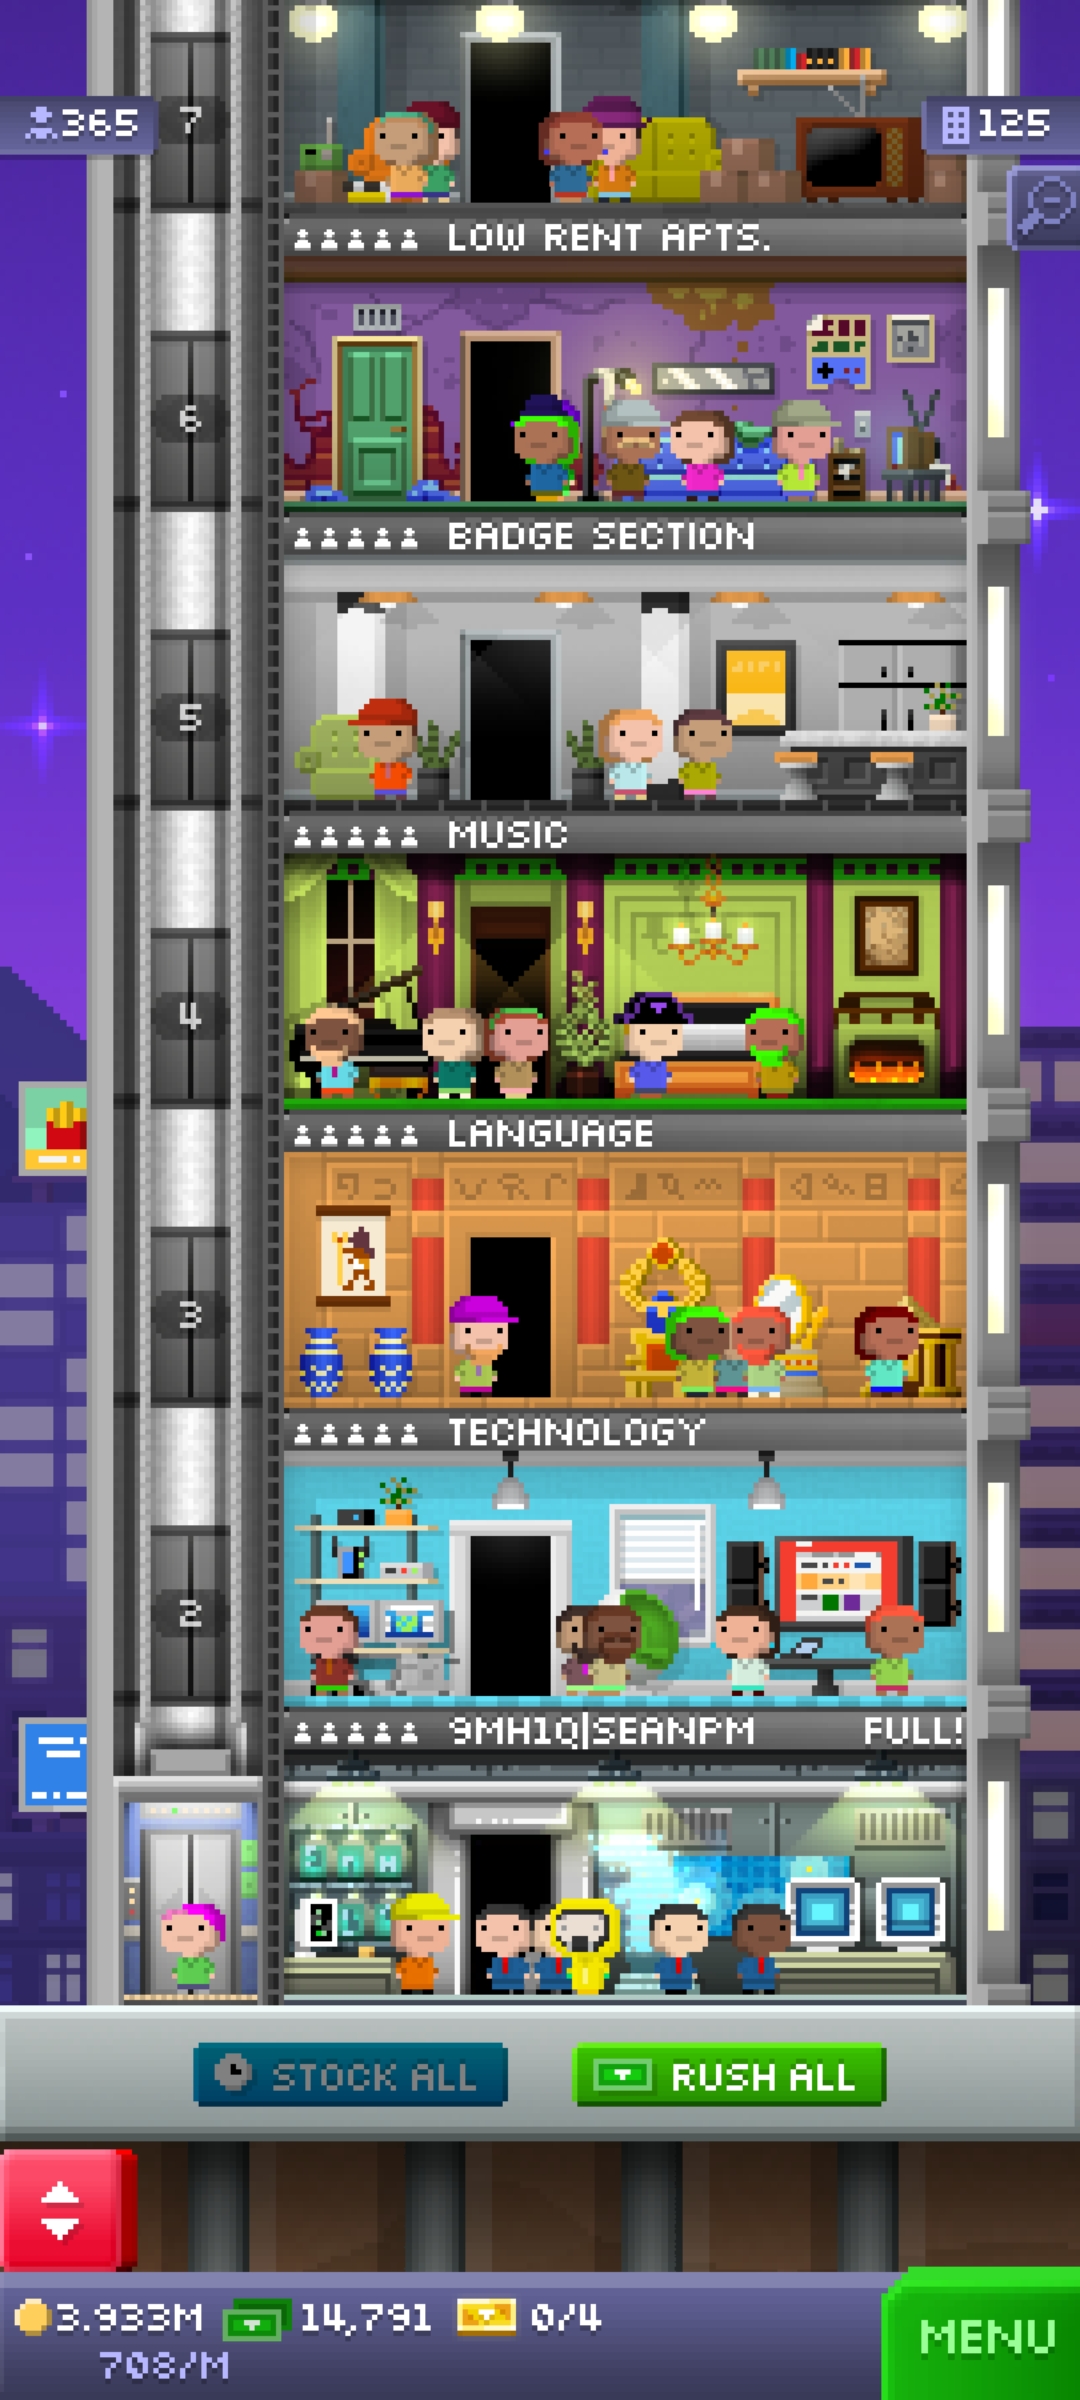 365
7
125
LOW RENT APTS.
6
BADGE SECTION
5
MUSIC
4
LANGUAGE
3
TECHNOLOGY
2
9MH1Q|SEANPM FULL!
STOCK ALL
RUSH ALL
3.933M 14,791 0/4
708/M
MENU